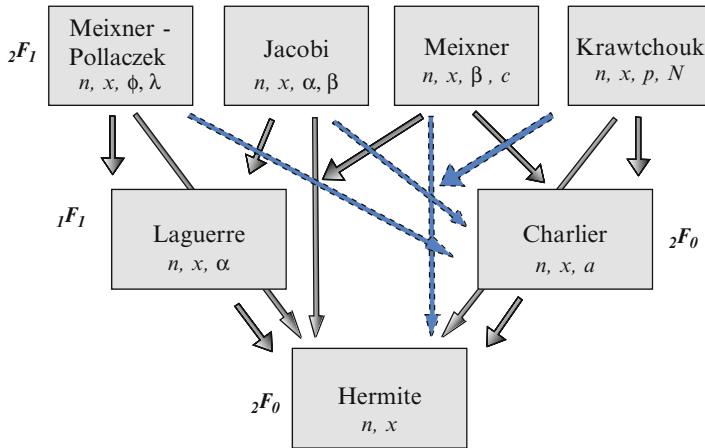 ₂F₁
Meixner -
Pollaczek
n, x, ϕ, λ
Jacobi
n, x, α, β
Meixner
n, x, β , c
Krawtchouk
n, x, p, N
₁F₁
Laguerre
n, x, α
Charlier
n, x, a
₂F₀
₂F₀
Hermite
n, x